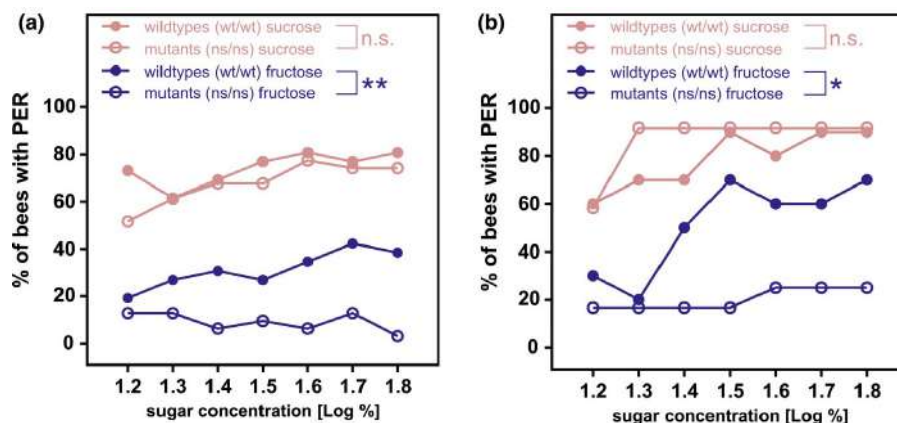 (a)
wildtypes (wt/wt) sucrose
mutants (ns/ns) sucrose
n.s.
wildtypes (wt/wt) fructose
mutants (ns/ns) fructose
**
% of bees with PER
100
80
60
40
20
0
1.2 1.3 1.4 1.5 1.6 1.7 1.8
sugar concentration [Log %]
(b)
wildtypes (wt/wt) sucrose
mutants (ns/ns) sucrose
n.s.
wildtypes (wt/wt) fructose
mutants (ns/ns) fructose
*
% of bees with PER
100
80
60
40
20
0
1.2 1.3 1.4 1.5 1.6 1.7 1.8
sugar concentration [Log %]